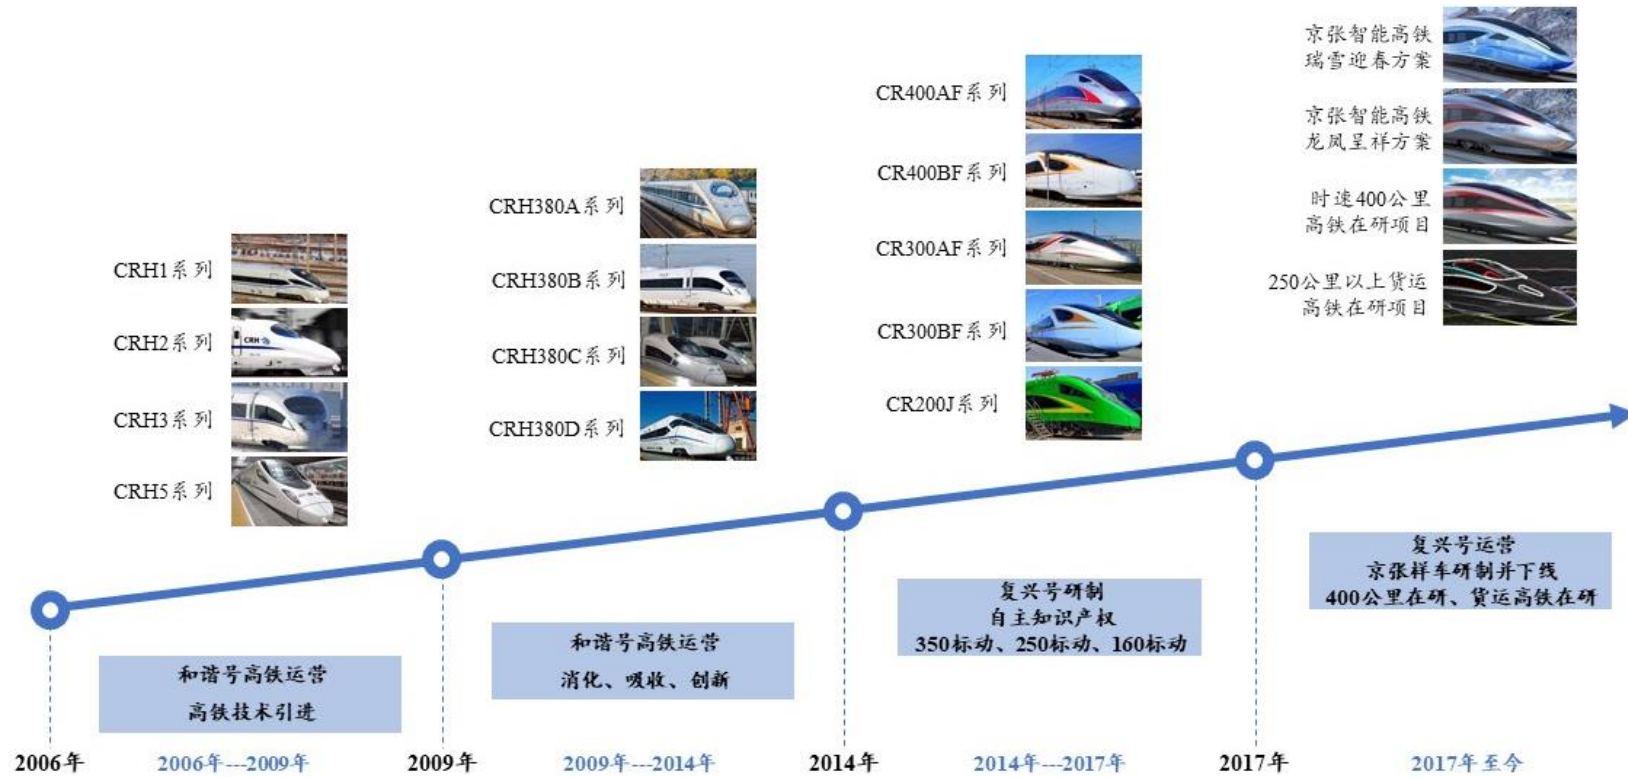 CRH1系列
CRH2系列
CRH3系列
CRH5系列
CRH380A系列
CRH380B系列
CRH380C系列
CRH380D系列
CR400AF系列
CR400BF系列
CR300AF系列
CR300BF系列
CR200J系列
京张智能高铁
瑞雪迎春方案
京张智能高铁
龙凤呈祥方案
时速400公里
高铁在研项目
250公里以上货运
高铁在研项目
CRH
和谐号高铁运营
高铁技术引进
和谐号高铁运营
消化、吸收、创新
复兴号研制
自主知识产权
350标动、250标动、160标动
复兴号运营
京张样车研制并下线
400公里在研、货运高铁在研
2006年
2006年---2009年
2009年
2009年---2014年
2014年
2014年---2017年
2017年
2017年至今